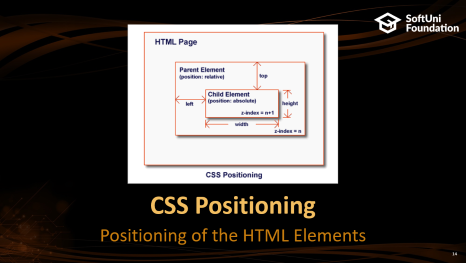 SoftUni
Foundation
HTML Page
Parent Element
(position: relative)
top
Child Element
(position: absolute)
left
height
z-index = n+1
width
z-index = n
CSS Positioning
CSS Positioning
Positioning of the HTML Elements
14